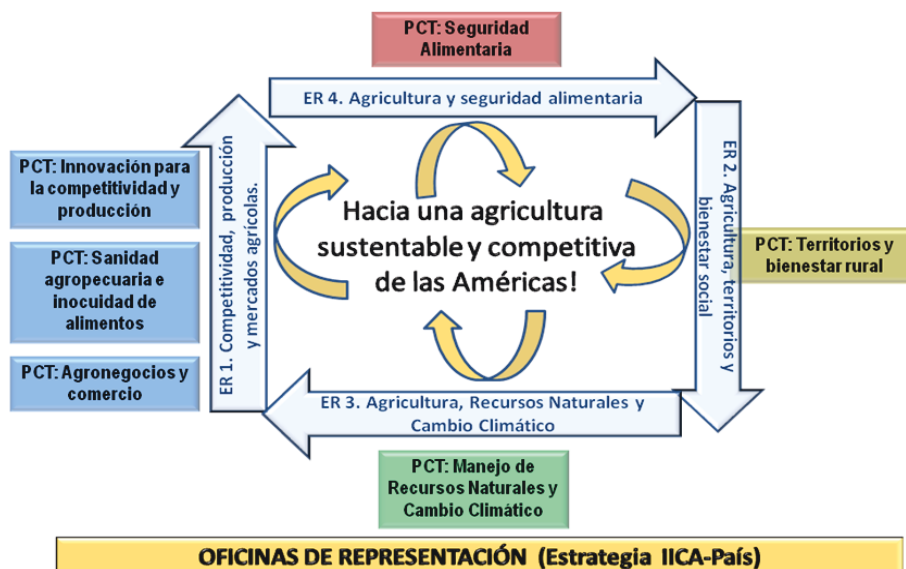 PCT: Seguridad
Alimentaria
ER 4. Agricultura y seguridad alimentaria
PCT: Innovación para
la competitividad y
producción
PCT: Sanidad
agropecuaria e
inocuidad de
alimentos
PCT: Agronegocios y
comercio
ER 1. Competitividad, producción
y mercados agrícolas.
Hacia una agricultura
sustentable y competitiva
de las Américas!
ER 2. Agricultura, territorios y
bienestar social
PCT: Territorios y
bienestar rural
ER 3. Agricultura, Recursos Naturales y
Cambio Climático
PCT: Manejo de
Recursos Naturales y
Cambio Climático
OFICINAS DE REPRESENTACIÓN (Estrategia IICA-País)